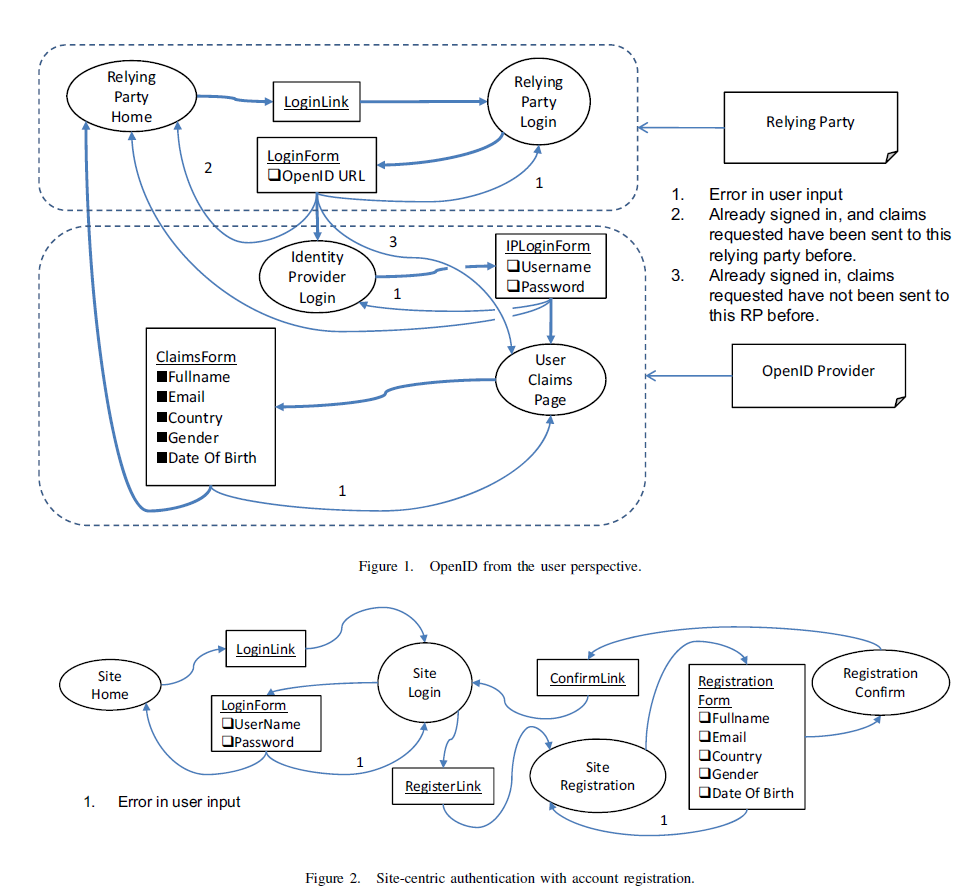 Relying
Party
Home
LoginLink
Relying
Party
Login
Relying Party
LoginForm
❑OpenID URL
2
1
1. Error in user input
2. Already signed in, and claims
requested have been sent to this
relying party before.
3. Already signed in, claims
requested have not been sent to
this RP before.
3
Identity
Provider
Login
IPLoginForm
❑Username
❑Password
1
ClaimsForm
■Fullname
■Email
■Country
■Gender
■Date Of Birth
User
Claims
Page
OpenID Provider
1
Figure 1. OpenID from the user perspective.
Site
Home
LoginLink
LoginForm
❑UserName
❑Password
1
Site
Login
RegisterLink
ConfirmLink
Site
Registration
Registration
Form
❑Fullname
❑Email
❑Country
❑Gender
❑Date Of Birth
1
Registration
Confirm
1. Error in user input
Figure 2. Site-centric authentication with account registration.